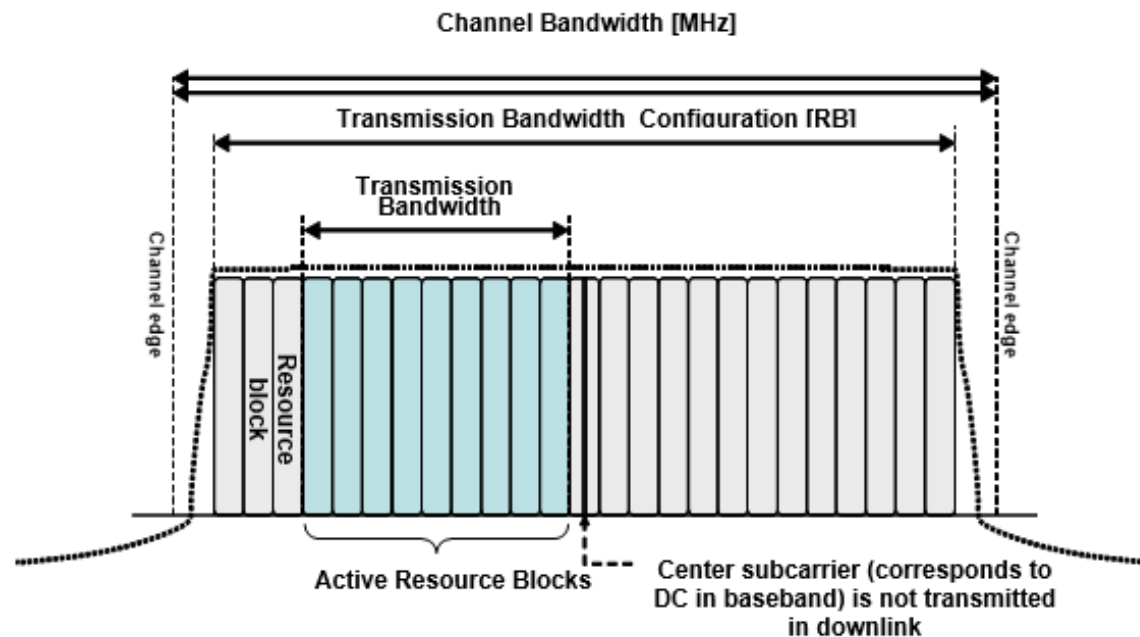 Channel Bandwidth [MHz]
Transmission Bandwidth Configuration [RB]
Transmission
Bandwidth
Channel edge
Channel edge
Resource
block
Active Resource Blocks
Center subcarrier (corresponds to
DC in baseband) is not transmitted
in downlink